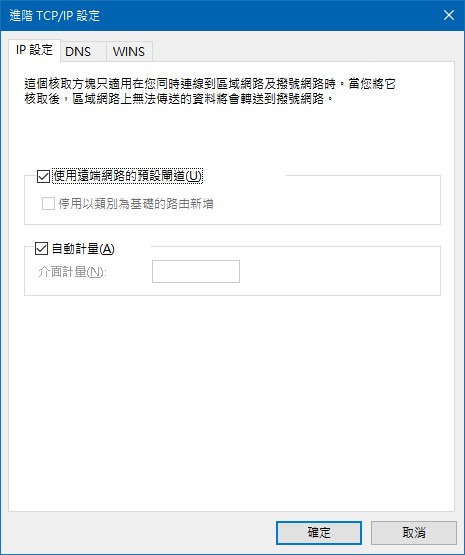 進階 TCP/IP 設定
IP 設定 DNS WINS
這個核取方塊只適用在您同時連線到區域網路及撥號網路時。當您將它
核取後，區域網路上無法傳送的資料將會轉送到撥號網路。
使用遠端網路的預設閘道(U)
停用以類別為基礎的路由新增
自動計量(A)
介面計量(N):
確定 取消